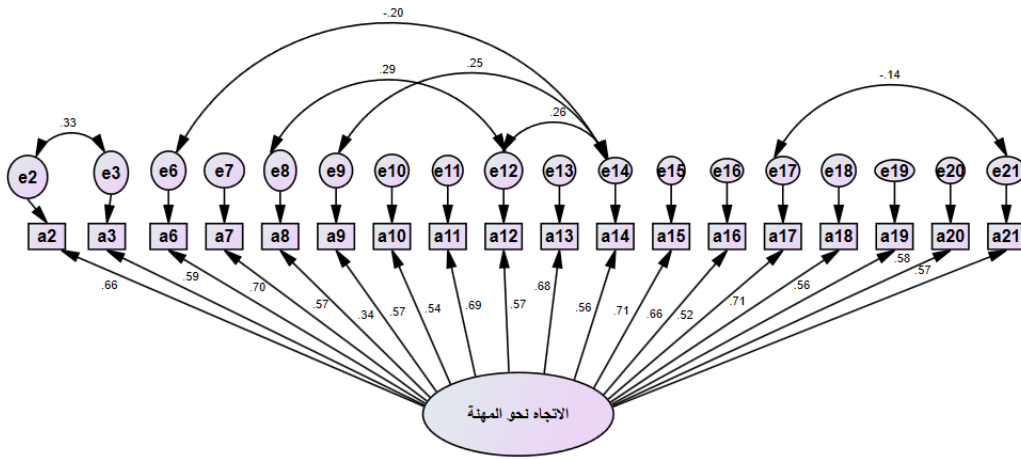 -.20
.25
.29
-.14
.26
.33
e2 e3 e6 e7 e8 e9 e10 e11 e12 e13 e14 e15 e16 e17 e18 e19 e20 e21
a2 a3 a6 a7 a8 a9 a10 a11 a12 a13 a14 a15 a16 a17 a18 a19 a20 a21
.66 .59 .70 .57 .34 .57 .54 .69 .57 .68 .56 .71 .66 .52 .71 .56 .58 .57
الاتجاه نحو المهنة